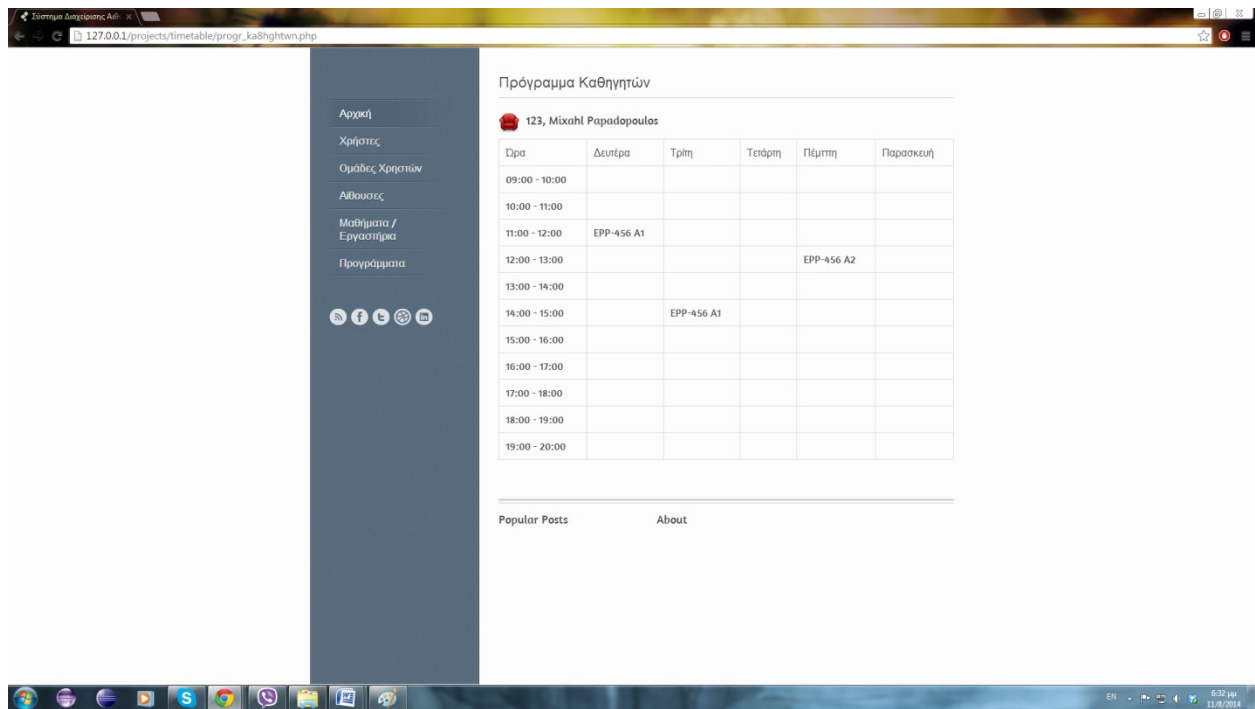 Σύστημα Διαχείρισης Αιθο
127.0.0.1/projects/timetable/progr_ka8hghtwn.php
Αρχική
Χρήστες
Ομάδες Χρηστών
Αίθουσες
Μαθήματα /
Εργαστήρια
Προγράμματα
Πρόγραμμα Καθηγητών
123, Mixahl Papadopoulos
Ώρα Δευτέρα Τρίτη Τετάρτη Πέμπτη Παρασκευή
09:00 - 10:00
10:00 - 11:00
11:00 - 12:00 EPP-456 A1
12:00 - 13:00 EPP-456 A2
13:00 - 14:00
14:00 - 15:00 EPP-456 A1
15:00 - 16:00
16:00 - 17:00
17:00 - 18:00
18:00 - 19:00
19:00 - 20:00
Popular Posts About
EN 6:32 μμ
11/8/2014